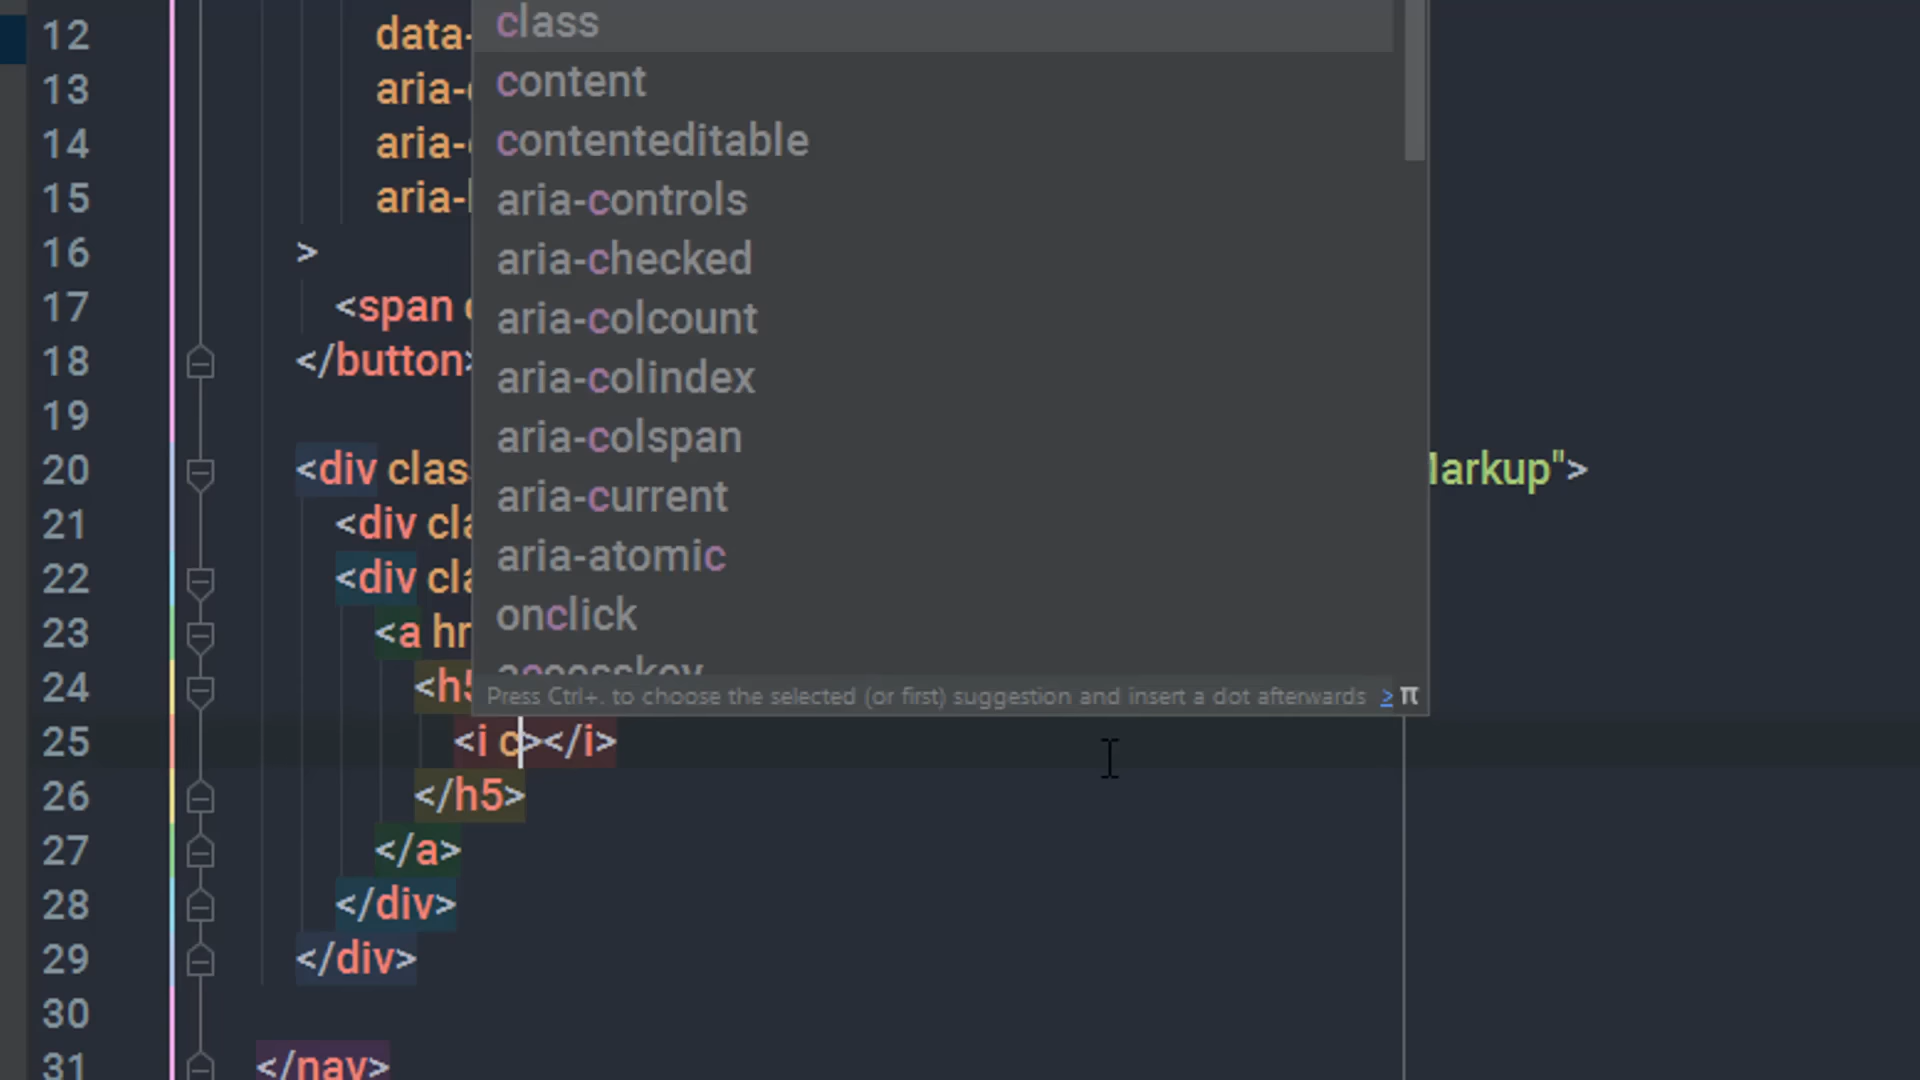 12 data- class
13 aria- content
14 aria- contenteditable
15 aria- aria-controls
16 > aria-checked
17 <span aria-colcount
18 </button> aria-colindex
19 aria-colspan
20 <div clas Markup">
aria-current
21 <div cla
22 <div cla aria-atomic
23 <a hr onclick
accesskey
24 <h5 Press Ctrl+. to choose the selected (or first) suggestion and insert a dot afterwards > π
25 <i c></i>
26 </h5>
27 </a>
28 </div>
29 </div>
30
31 </nav>